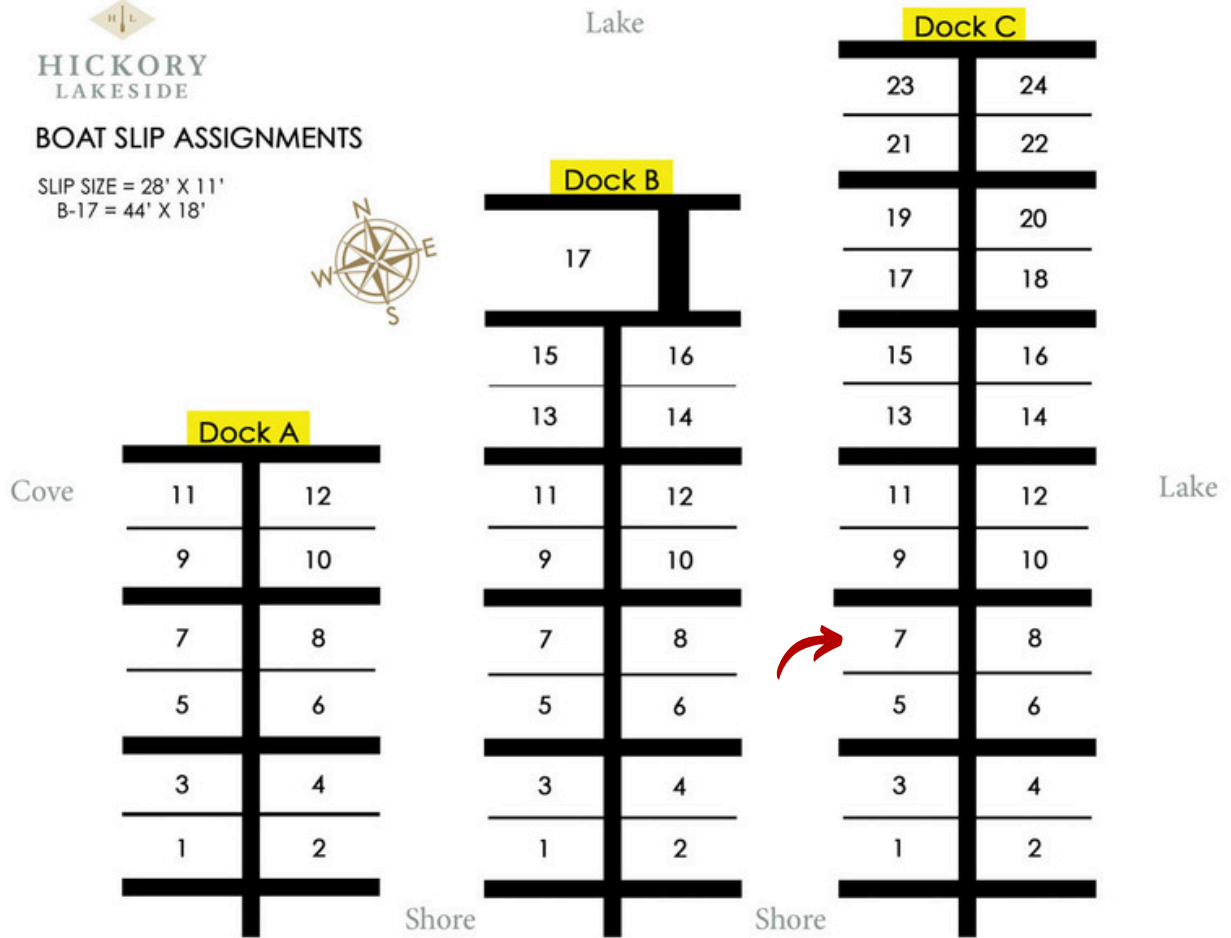 H L
HICKORY
LAKESIDE
BOAT SLIP ASSIGNMENTS
SLIP SIZE = 28' X 11'
B-17 = 44' X 18'
N
E
W
S
Lake
Cove
Lake
Dock A
11 12
9 10
7 8
5 6
3 4
1 2
Dock B
17
15 16
13 14
11 12
9 10
7 8
5 6
3 4
1 2
Dock C
23 24
21 22
19 20
17 18
15 16
13 14
11 12
9 10
7 8
5 6
3 4
1 2
Shore
Shore